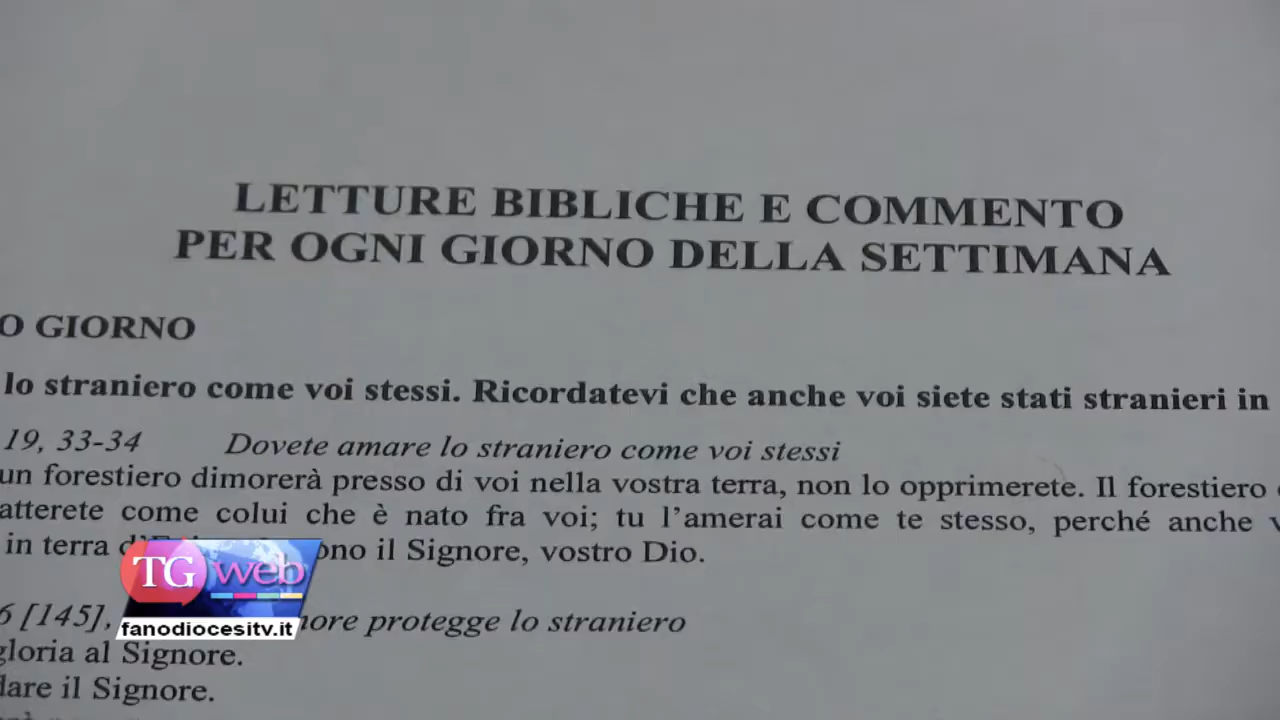 LETTURE BIBLICHE E COMMENTO
PER OGNI GIORNO DELLA SETTIMANA
O GIORNO
lo straniero come voi stessi. Ricordatevi che anche voi siete stati stranieri in
19, 33-34 Dovete amare lo straniero come voi stessi
un forestiero dimorerà presso di voi nella vostra terra, non lo opprimerete. Il forestiero
atterete come colui che è nato fra voi; tu l'amerai come te stesso, perché anche
in terra ono il Signore, vostro Dio.
6 [145], nore protegge lo straniero
gloria al Signore.
dare il Signore.
TG web
fanodiocesitv.it